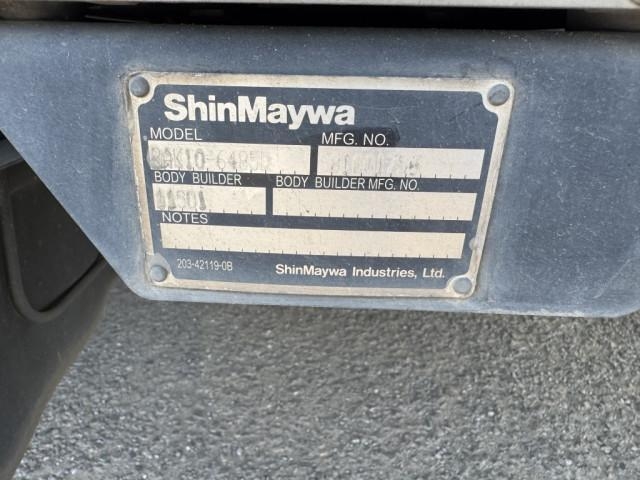 ShinMaywa
MODEL MFG. NO.
BODY BUILDER BODY BUILDER MFG. NO.
NOTES
203-42119-0B ShinMaywa Industries, Ltd.